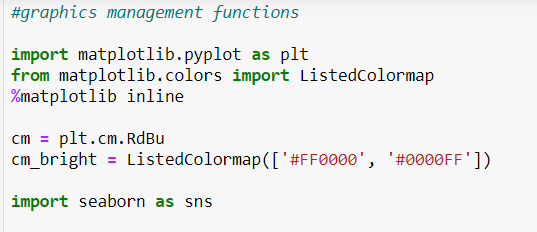 #graphics management functions
import matplotlib.pyplot as plt
from matplotlib.colors import ListedColormap
%matplotlib inline
cm = plt.cm.RdBu
cm_bright = ListedColormap(['#FF0000', '#0000FF'])
import seaborn as sns